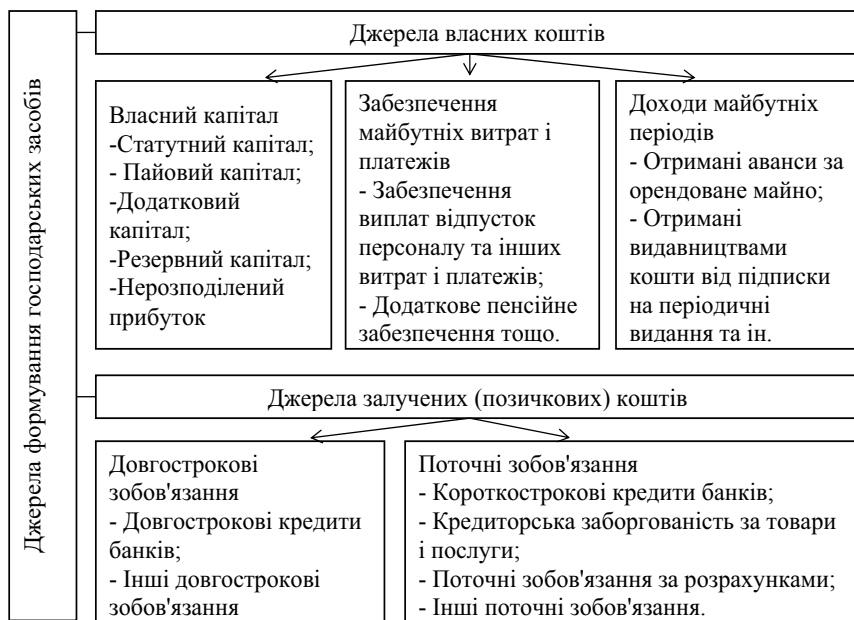 Джерела формування господарських засобів
Джерела власних коштів
Власний капітал
-Статутний капітал;
- Пайовий капітал;
-Додатковий
капітал;
-Резервний капітал;
-Нерозподілений
прибуток
Забезпечення
майбутніх витрат і
платежів
- Забезпечення
виплат відпусток
персоналу та інших
витрат і платежів;
- Додаткове пенсійне
забезпечення тощо.
Доходи майбутніх
періодів
- Отримані аванси за
орендоване майно;
- Отримані
видавництвами
кошти від підписки
на періодичні
видання та ін.
Джерела залучених (позичкових) коштів
Довгострокові
зобов'язання
- Довгострокові кредити
банків;
- Інші довгострокові
зобов'язання
Поточні зобов'язання
- Короткострокові кредити банків;
- Кредиторська заборгованість за товари
і послуги;
- Поточні зобов'язання за розрахунками;
- Інші поточні зобов'язання.